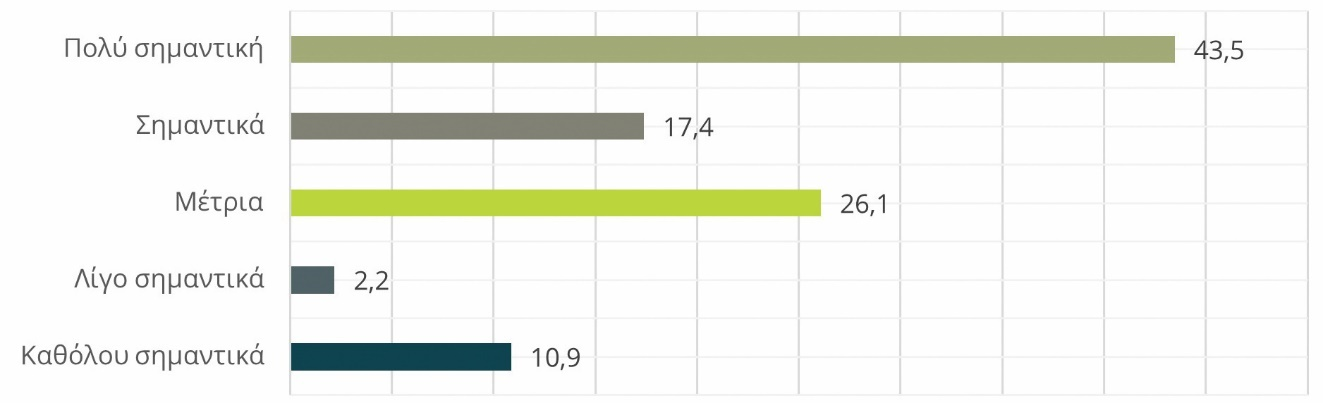 Πολύ σημαντική 43,5
Σημαντικά 17,4
Μέτρια 26,1
Λίγο σημαντικά 2,2
Καθόλου σημαντικά 10,9